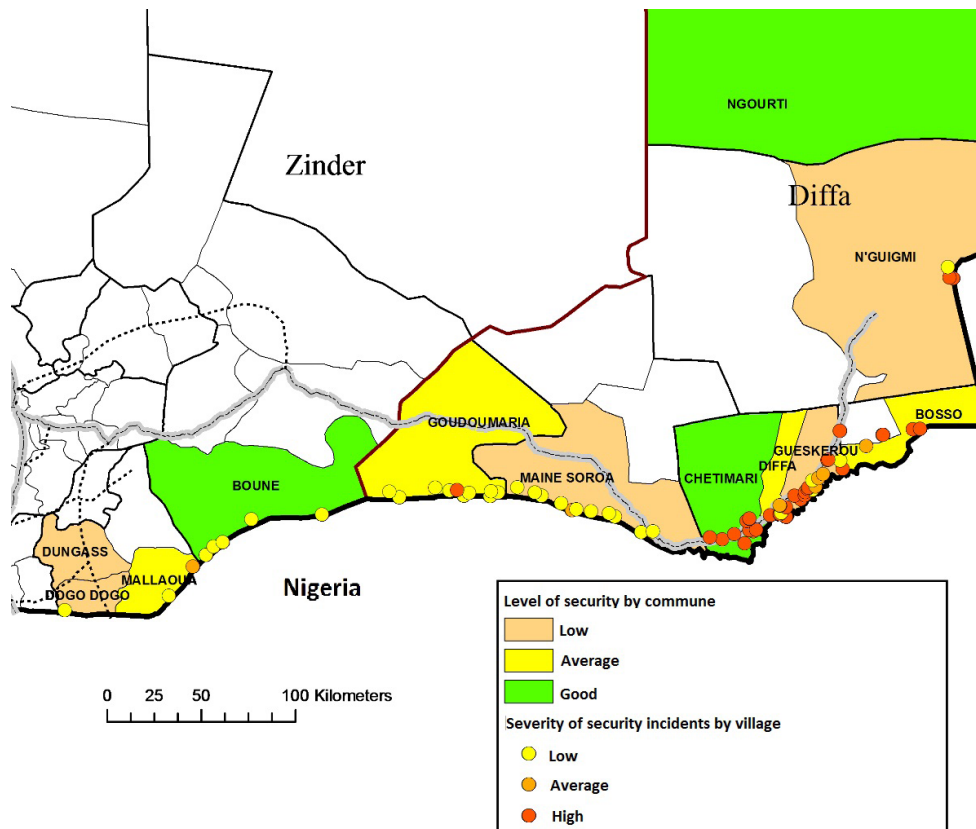 NGOURTI
Zinder
Diffa
N'GUIGMI
BOSSO
GOUDOUMARIA
GUESKEROU
DIFFA
MAINE SOROA
CHETIMARI
BOUNE
DUNGASS
MALLAOUA
DOGO DOGO
Nigeria
Level of security by commune
Low
Average
Good
0 25 50 100 Kilometers
Severity of security incidents by village
Low
Average
High